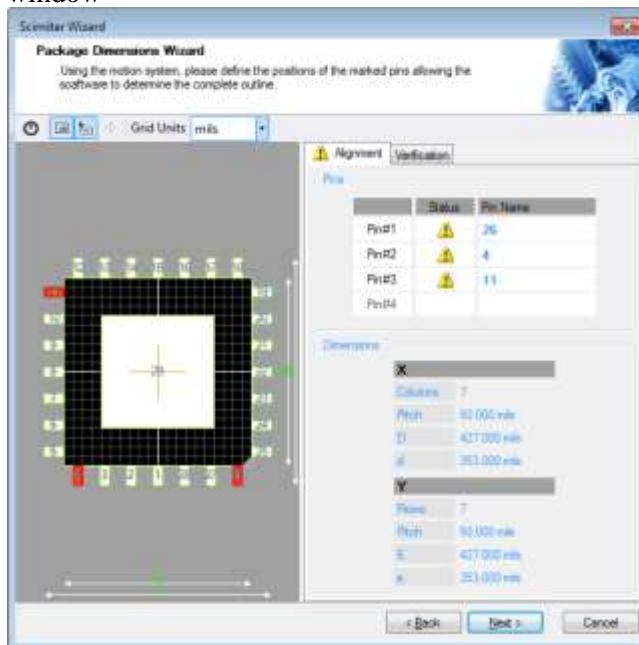 window
Scimitar Wizard
Package Dimensions Wizard
Using the motion system, please define the positions of the marked pins allowing the
soaftware to determine the complete outline.
Grid Units mils
Alignment Verification
Pins
Status Pin Name
Pin#1 26
Pin#2 4
Pin#3 11
Pin#4
Dimensions
X
Columns 7
Pitch 50.000 mils
D 427.000 mils
d 353.000 mils
Y
Rows 7
Pitch 50.000 mils
E 427.000 mils
e 353.000 mils
< Back Next > Cancel